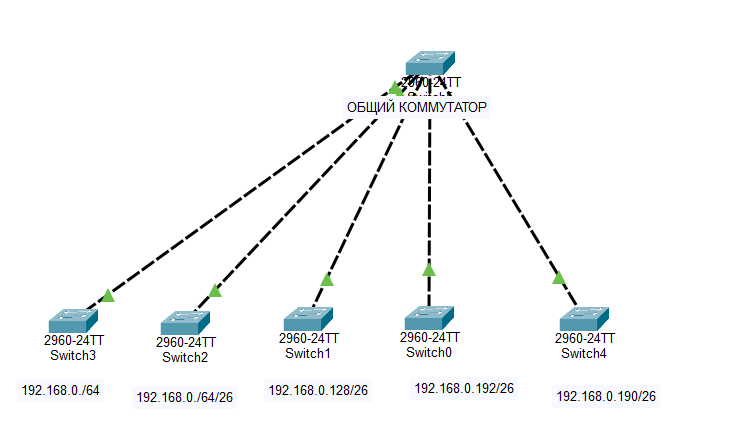 2960-24TT
ОБЩИЙ КОММУТАТОР
2960-24TT
Switch3
2960-24TT
Switch2
2960-24TT
Switch1
2960-24TT
Switch0
2960-24TT
Switch4
192.168.0./64
192.168.0./64/26
192.168.0.128/26
192.168.0.192/26
192.168.0.190/26